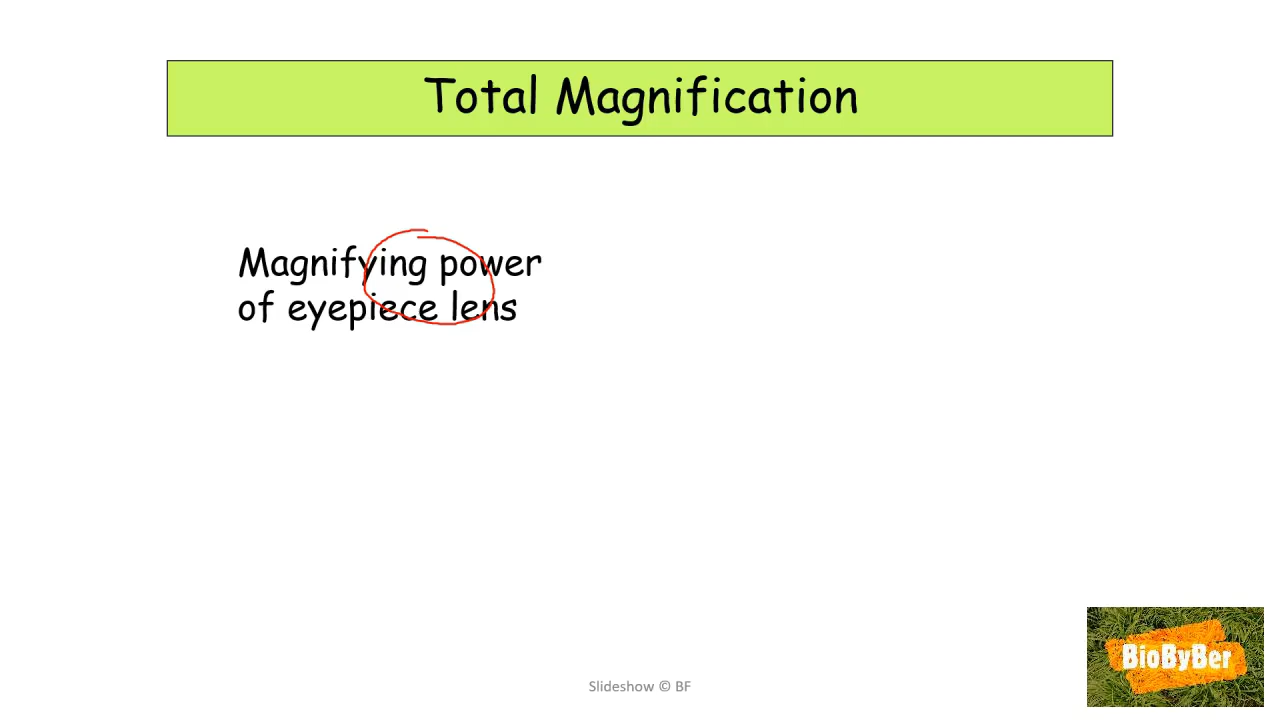 Total Magnification
Magnifying power
of eyepiece lens
BioByBer
Slideshow © BF